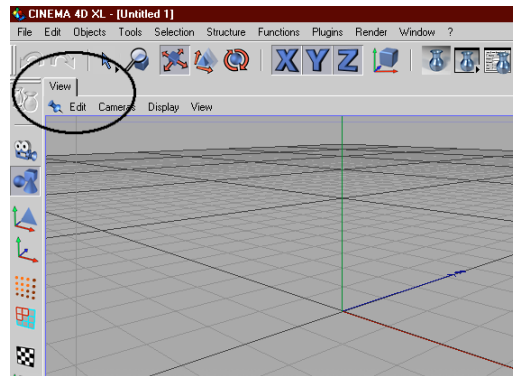 CINEMA 4D XL - [Untitled 1]
File Edit Objects Tools Selection Structure Functions Plugins Render Window ?
X Y Z
View
Edit Cameras Display View